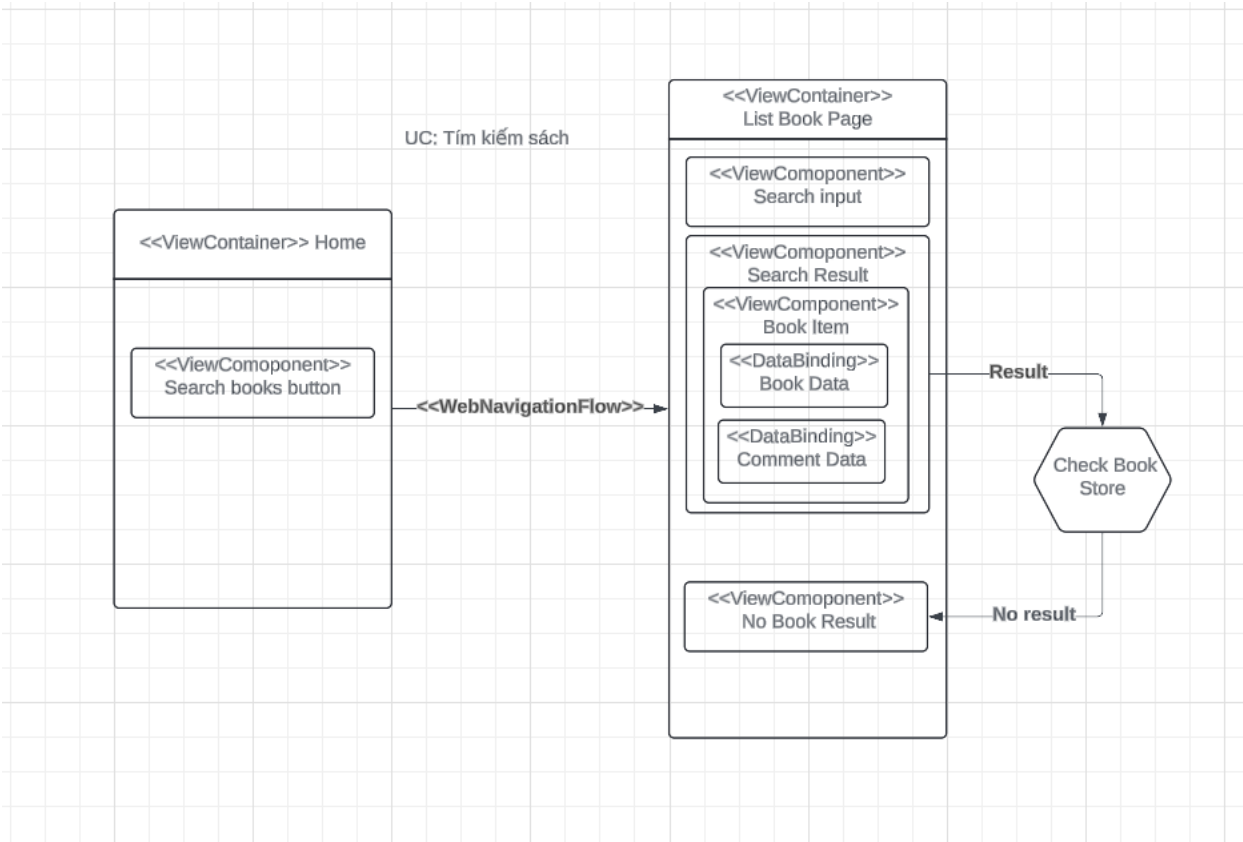 UC: Tím kiếm sách
<<ViewContainer>> Home
<<ViewComoponent>>
Search books button
<<WebNavigationFlow>>
<<ViewContainer>>
List Book Page
<<ViewComoponent>>
Search input
<<ViewComoponent>>
Search Result
<<ViewComponent>>
Book Item
<<DataBinding>>
Book Data
<<DataBinding>>
Comment Data
Result
Check Book
Store
No result
<<ViewComoponent>>
No Book Result